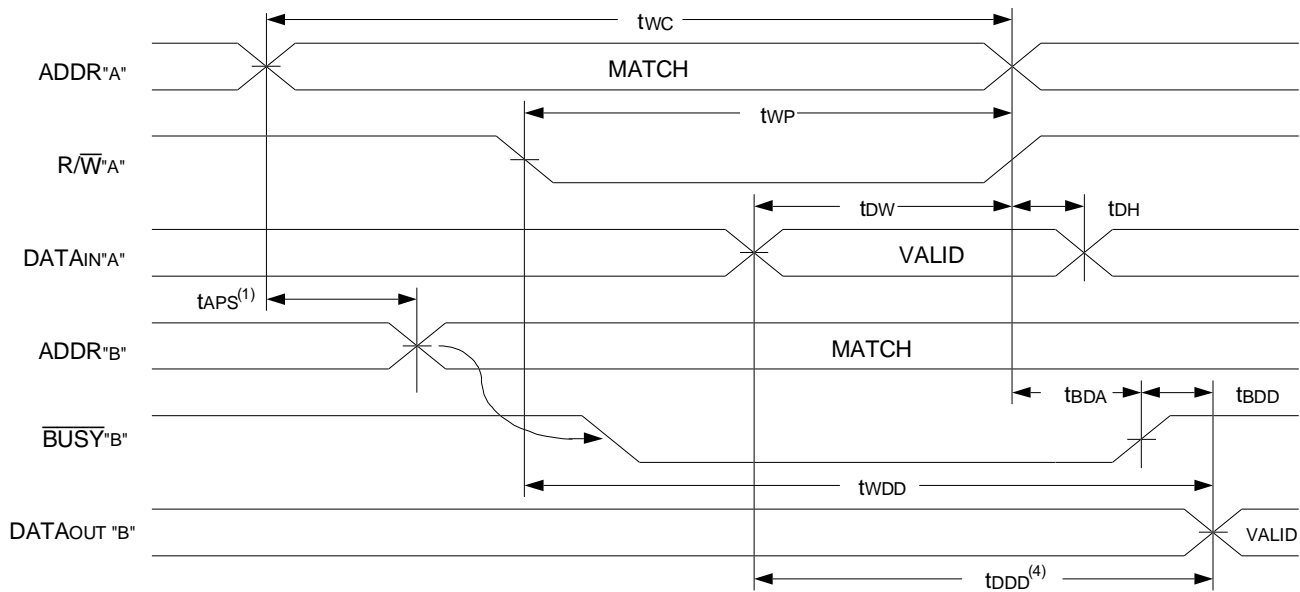 tWC
ADDR"A"
MATCH
tWP
R/W̅"A"
tDW
tDH
DATAIN"A"
VALID
tAPS(1)
ADDR"B"
MATCH
tBDA
tBDD
B̅U̅S̅Y̅"B"
tWDD
DATAOUT "B"
VALID
tDDD(4)